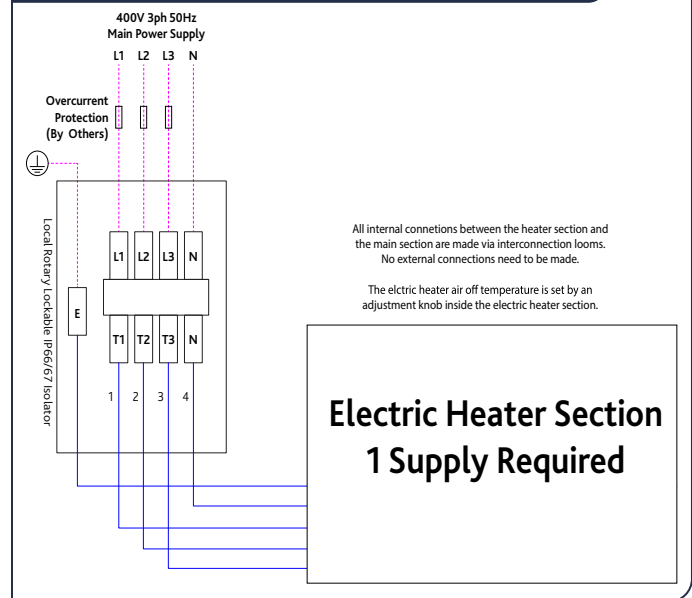 400V 3ph 50Hz
Main Power Supply
L1 L2 L3 N
Overcurrent
Protection
(By Others)
Local Rotary Lockable IP66/67 Isolator
L1 L2 L3 N
E
T1 T2 T3 N
1 2 3 4
All internal connetions between the heater section and
the main section are made via interconnection looms.
No external connections need to be made.
The elctric heater air off temperature is set by an
adjustment knob inside the electric heater section.
Electric Heater Section
1 Supply Required